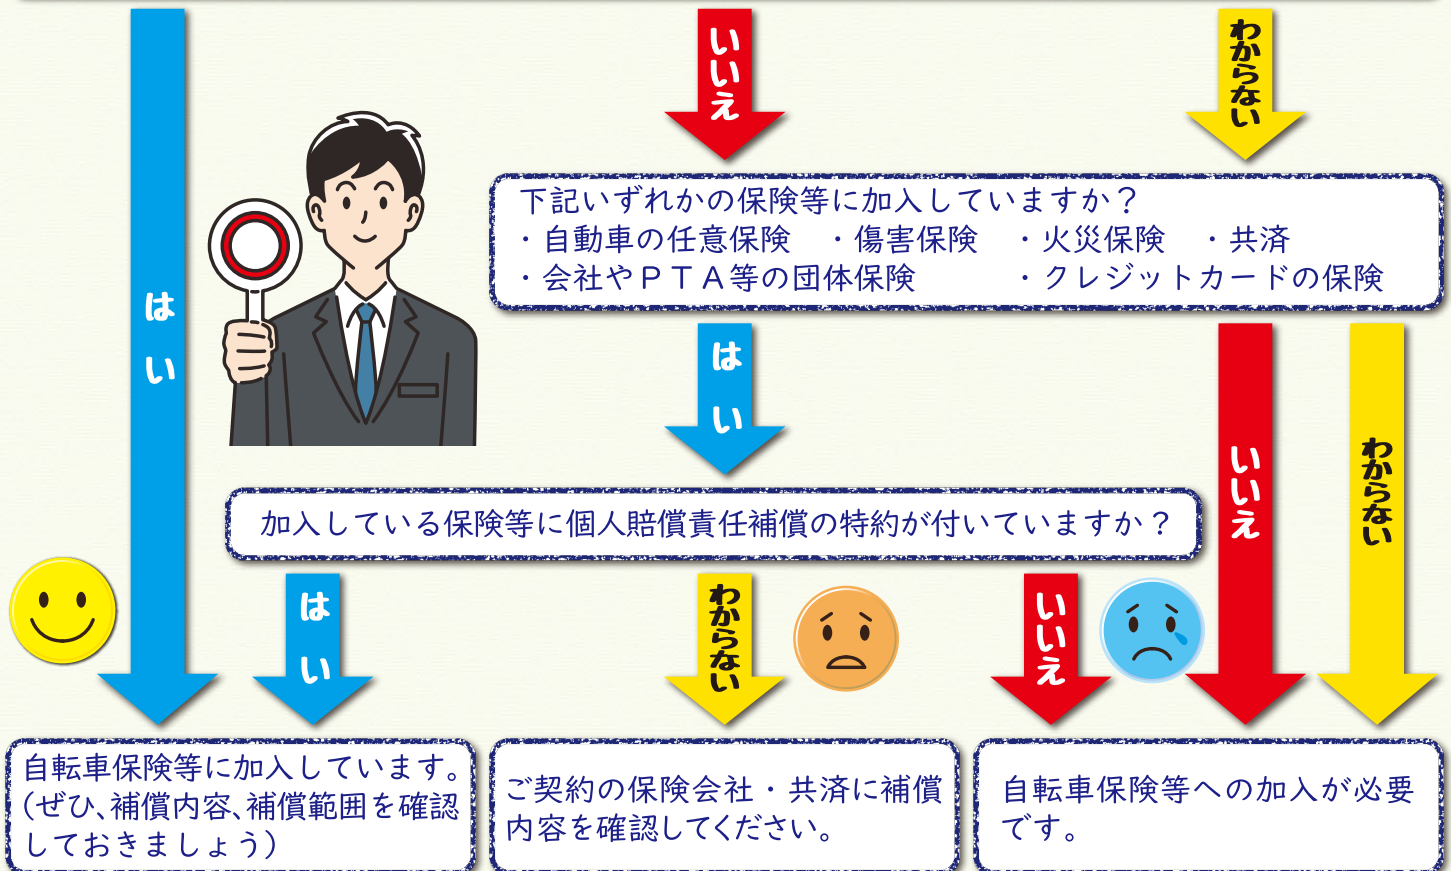 いいえ
わからない
下記いずれかの保険等に加入していますか？
・自動車の任意保険　・傷害保険　・火災保険　・共済
・会社やＰＴＡ等の団体保険　・クレジットカードの保険
はい
はい
いいえ
わからない
加入している保険等に個人賠償責任補償の特約が付いていますか？
はい
わからない
いいえ
自転車保険等に加入しています。
（ぜひ、補償内容、補償範囲を確認
しておきましょう）
ご契約の保険会社・共済に補償
内容を確認してください。
自転車保険等への加入が必要
です。